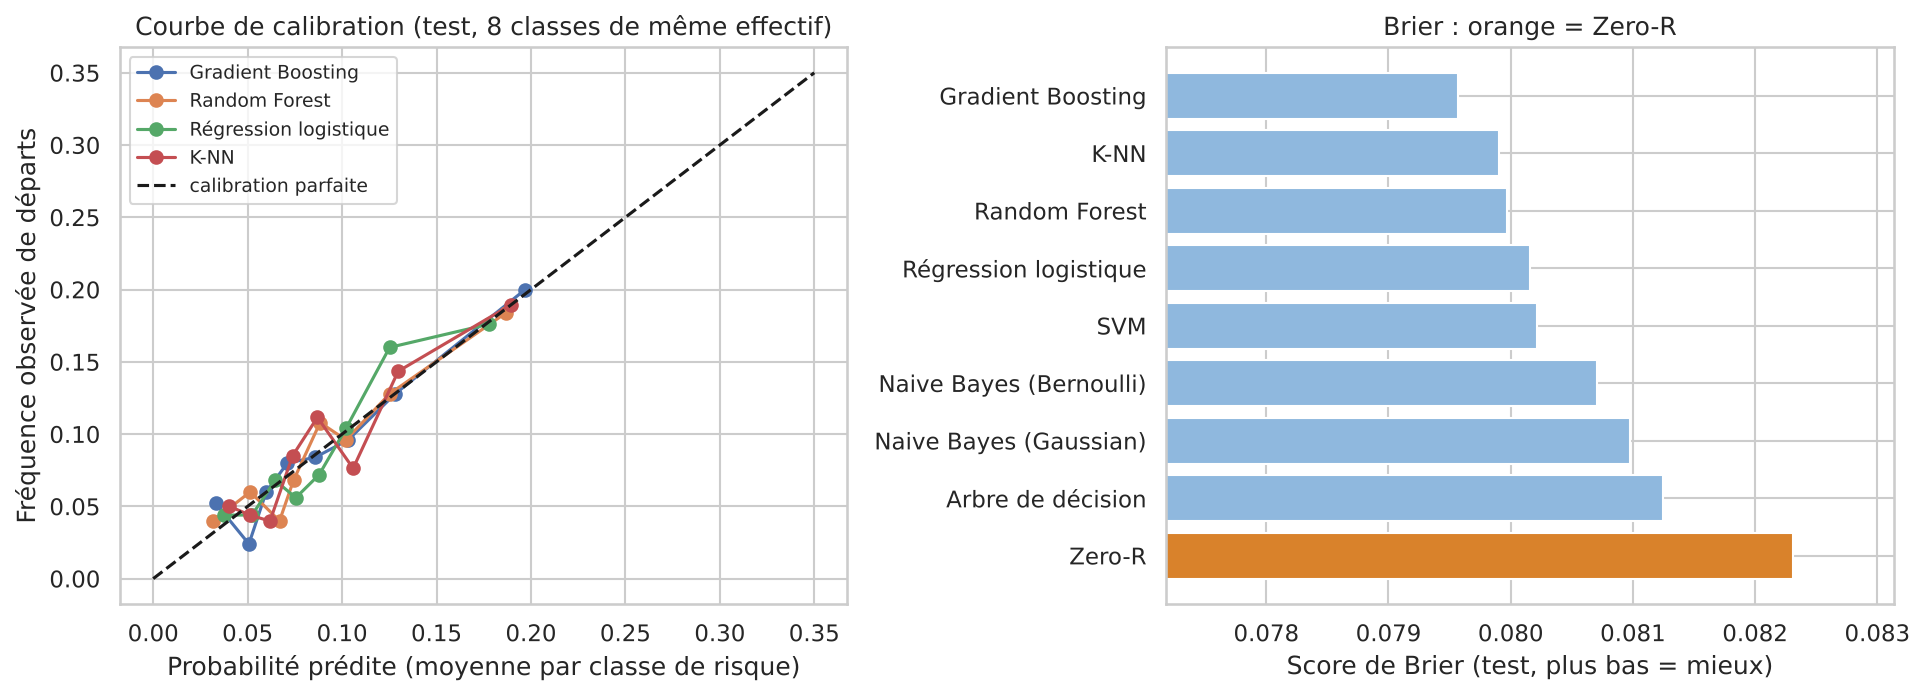 Courbe de calibration (test, 8 classes de même effectif)
Gradient Boosting
Random Forest
Régression logistique
K-NN
calibration parfaite
0.35
0.30
0.25
0.20
0.15
0.10
0.05
0.00
Fréquence observée de départs
0.00 0.05 0.10 0.15 0.20 0.25 0.30 0.35
Probabilité prédite (moyenne par classe de risque)
Brier : orange = Zero-R
Gradient Boosting
K-NN
Random Forest
Régression logistique
SVM
Naive Bayes (Bernoulli)
Naive Bayes (Gaussian)
Arbre de décision
Zero-R
0.078 0.079 0.080 0.081 0.082 0.083
Score de Brier (test, plus bas = mieux)